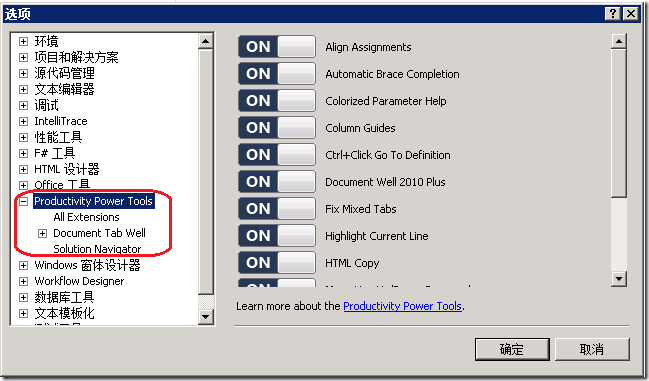 选项
环境
项目和解决方案
源代码管理
文本编辑器
调试
IntelliTrace
性能工具
F# 工具
HTML 设计器
Office 工具
Productivity Power Tools
All Extensions
Document Tab Well
Solution Navigator
Windows 窗体设计器
Workflow Designer
数据库工具
文本模板化
ON Align Assignments
ON Automatic Brace Completion
ON Colorized Parameter Help
ON Column Guides
ON Ctrl+Click Go To Definition
ON Document Well 2010 Plus
ON Fix Mixed Tabs
ON Highlight Current Line
ON HTML Copy
ON
Learn more about the Productivity Power Tools.
确定
取消